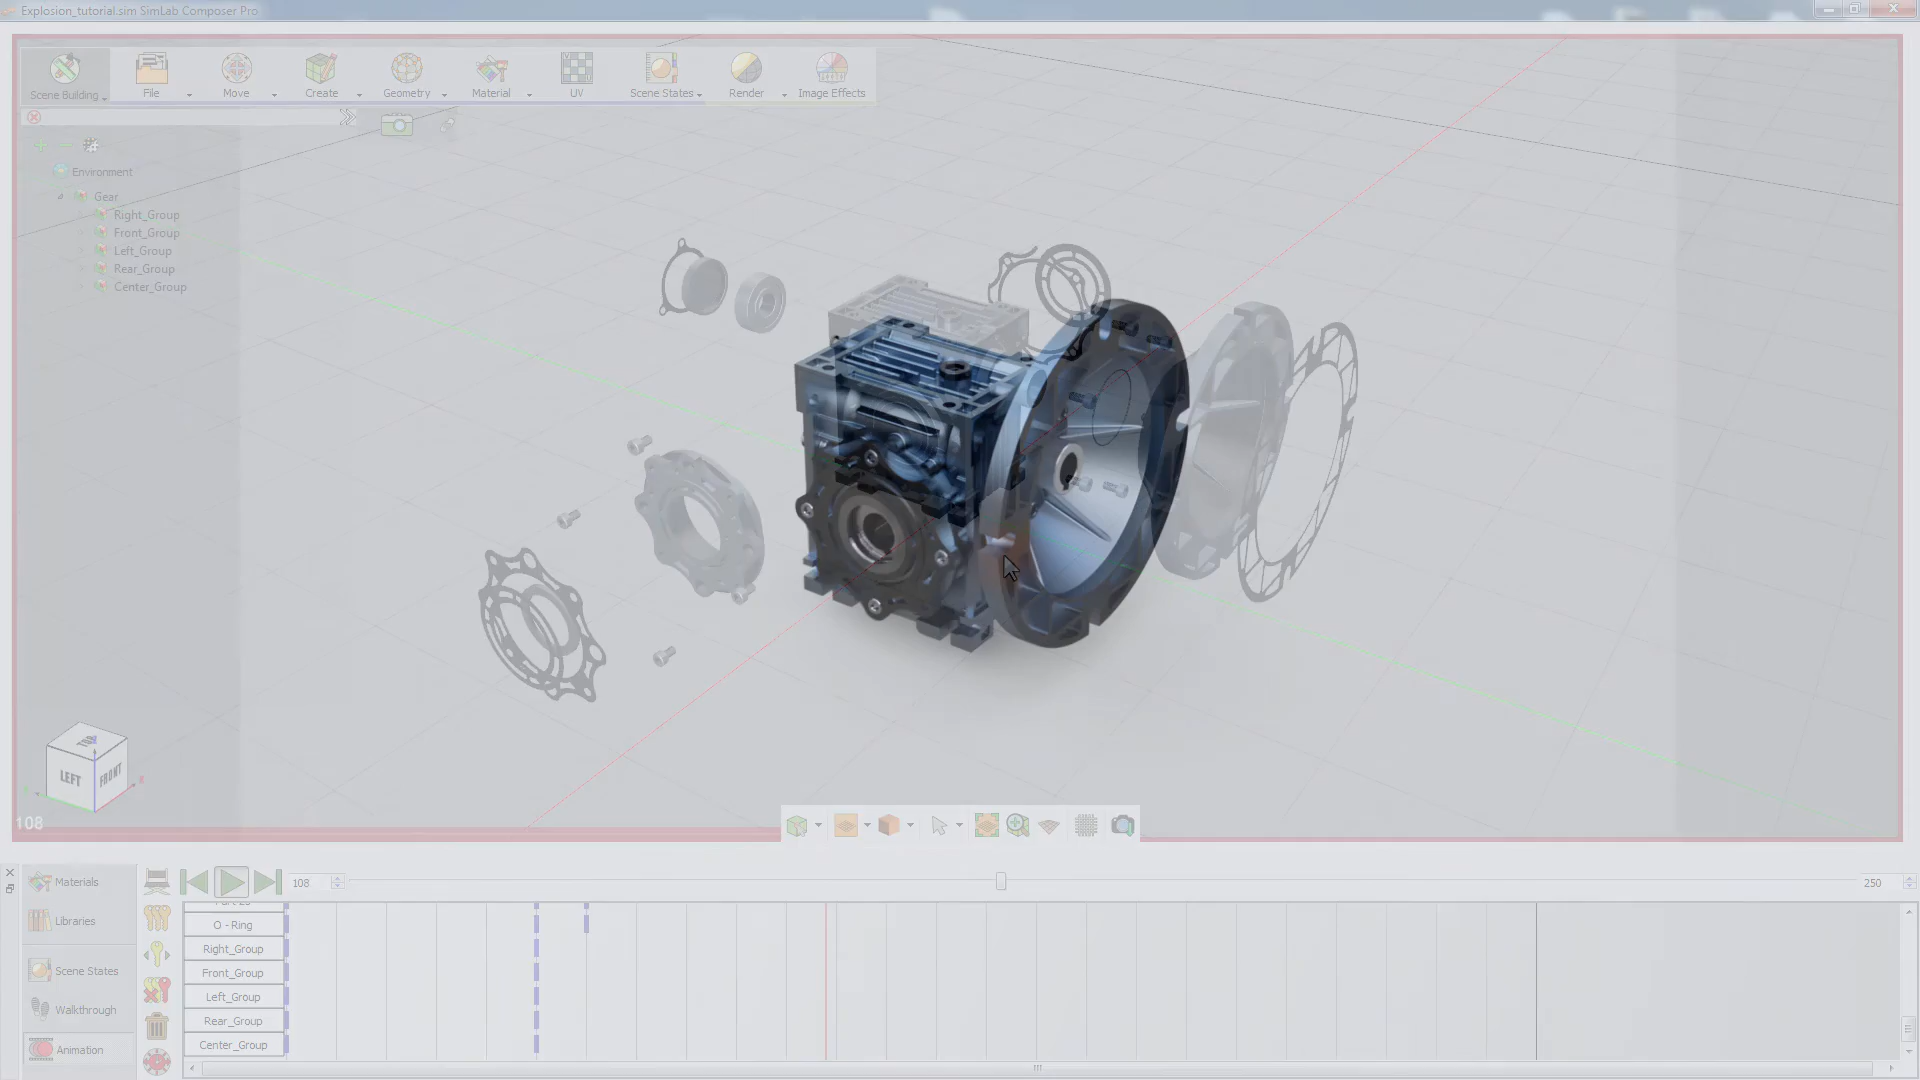 Explosion_tutorial.sim SimLab Composer Pro
Scene Building
File
Move
Create
Geometry
Material
UV
Scene States
Render
Image Effects
Environment
Gear
Right_Group
Front_Group
Left_Group
Rear_Group
Center_Group
TOP
LEFT
FRONT
108
Materials
Libraries
Scene States
Walkthrough
Animation
108
250
O - Ring
Right_Group
Front_Group
Left_Group
Rear_Group
Center_Group